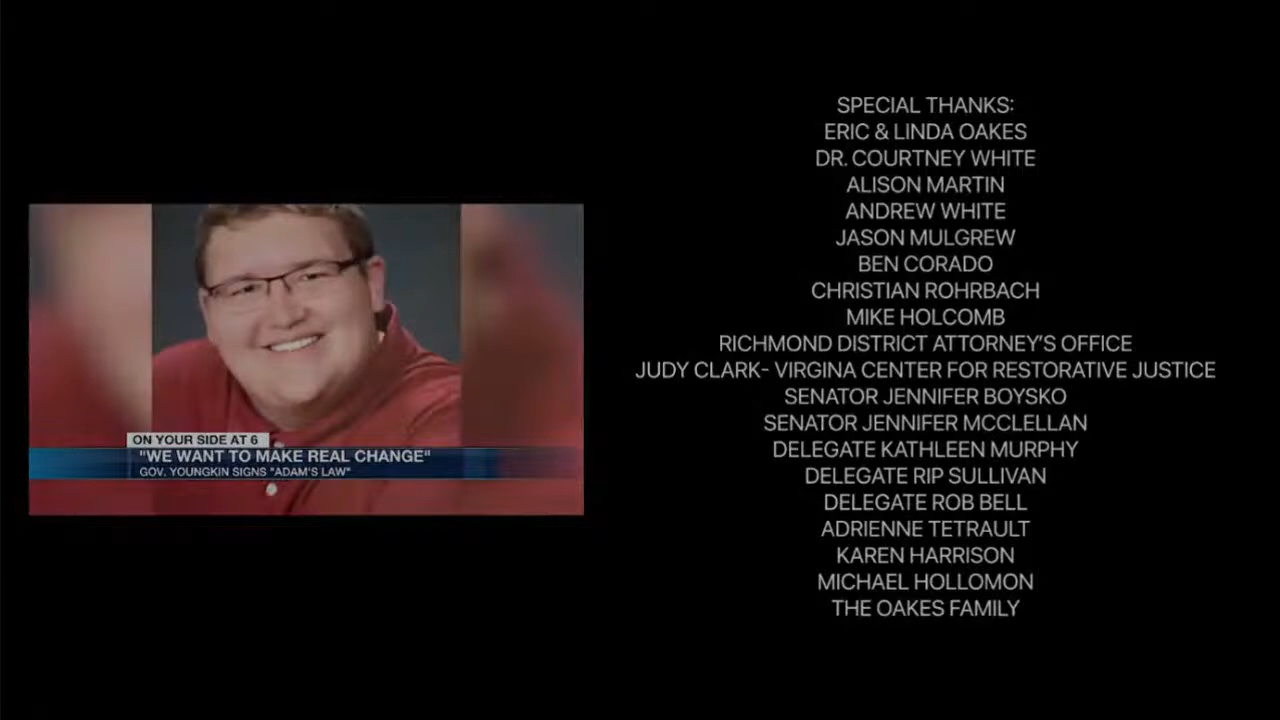 ON YOUR SIDE AT 6
"WE WANT TO MAKE REAL CHANGE"
GOV. YOUNGKIN SIGNS "ADAM'S LAW"
SPECIAL THANKS:
ERIC & LINDA OAKES
DR. COURTNEY WHITE
ALISON MARTIN
ANDREW WHITE
JASON MULGREW
BEN CORADO
CHRISTIAN ROHRBACH
MIKE HOLCOMB
RICHMOND DISTRICT ATTORNEY'S OFFICE
JUDY CLARK- VIRGINA CENTER FOR RESTORATIVE JUSTICE
SENATOR JENNIFER BOYSKO
SENATOR JENNIFER MCCLELLAN
DELEGATE KATHLEEN MURPHY
DELEGATE RIP SULLIVAN
DELEGATE ROB BELL
ADRIENNE TETRAULT
KAREN HARRISON
MICHAEL HOLLOMON
THE OAKES FAMILY